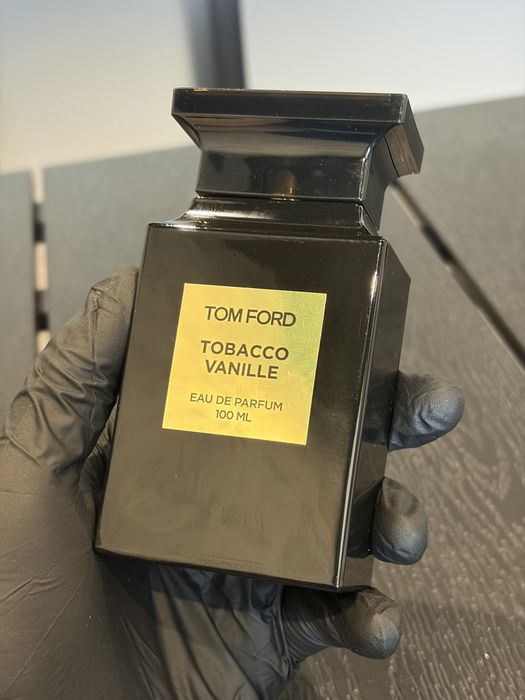 TOM FORD
TOBACCO
VANILLE
EAU DE PARFUM
100 ML